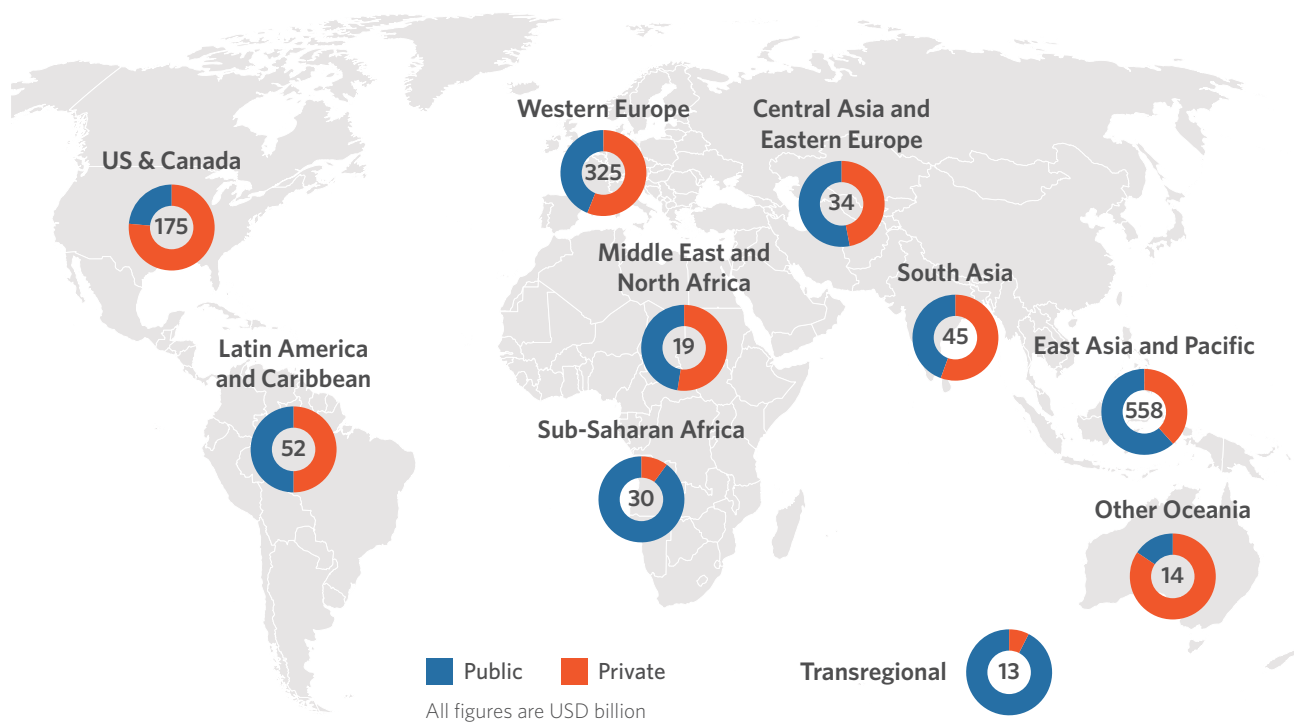 Western Europe
325
Central Asia and
Eastern Europe
34
US & Canada
175
Middle East and
North Africa
19
South Asia
45
East Asia and Pacific
558
Latin America
and Caribbean
52
Sub-Saharan Africa
30
Other Oceania
14
Transregional
13
Public Private
All figures are USD billion